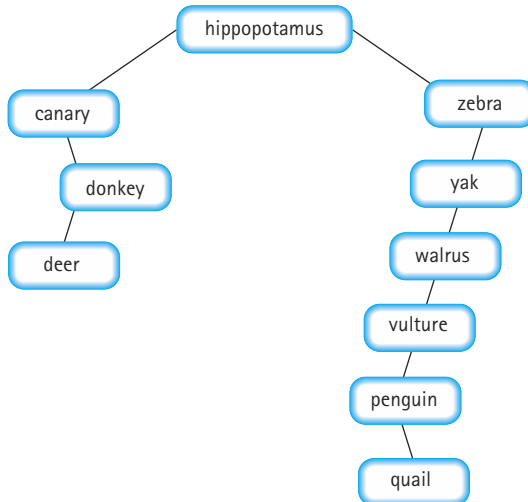 hippopotamus
canary
zebra
donkey
yak
deer
walrus
vulture
penguin
quail